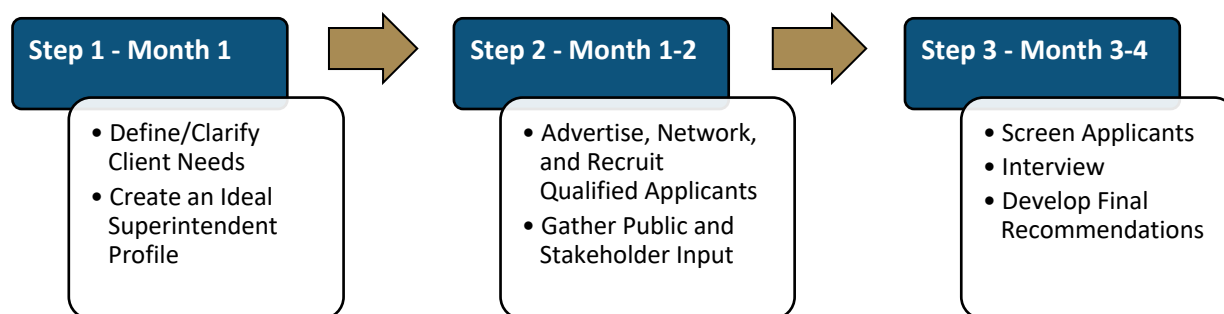 Step 1 - Month 1
• Define/Clarify
Client Needs
• Create an Ideal
Superintendent
Profile
Step 2 - Month 1-2
• Advertise, Network,
and Recruit
Qualified Applicants
• Gather Public and
Stakeholder Input
Step 3 - Month 3-4
• Screen Applicants
• Interview
• Develop Final
Recommendations